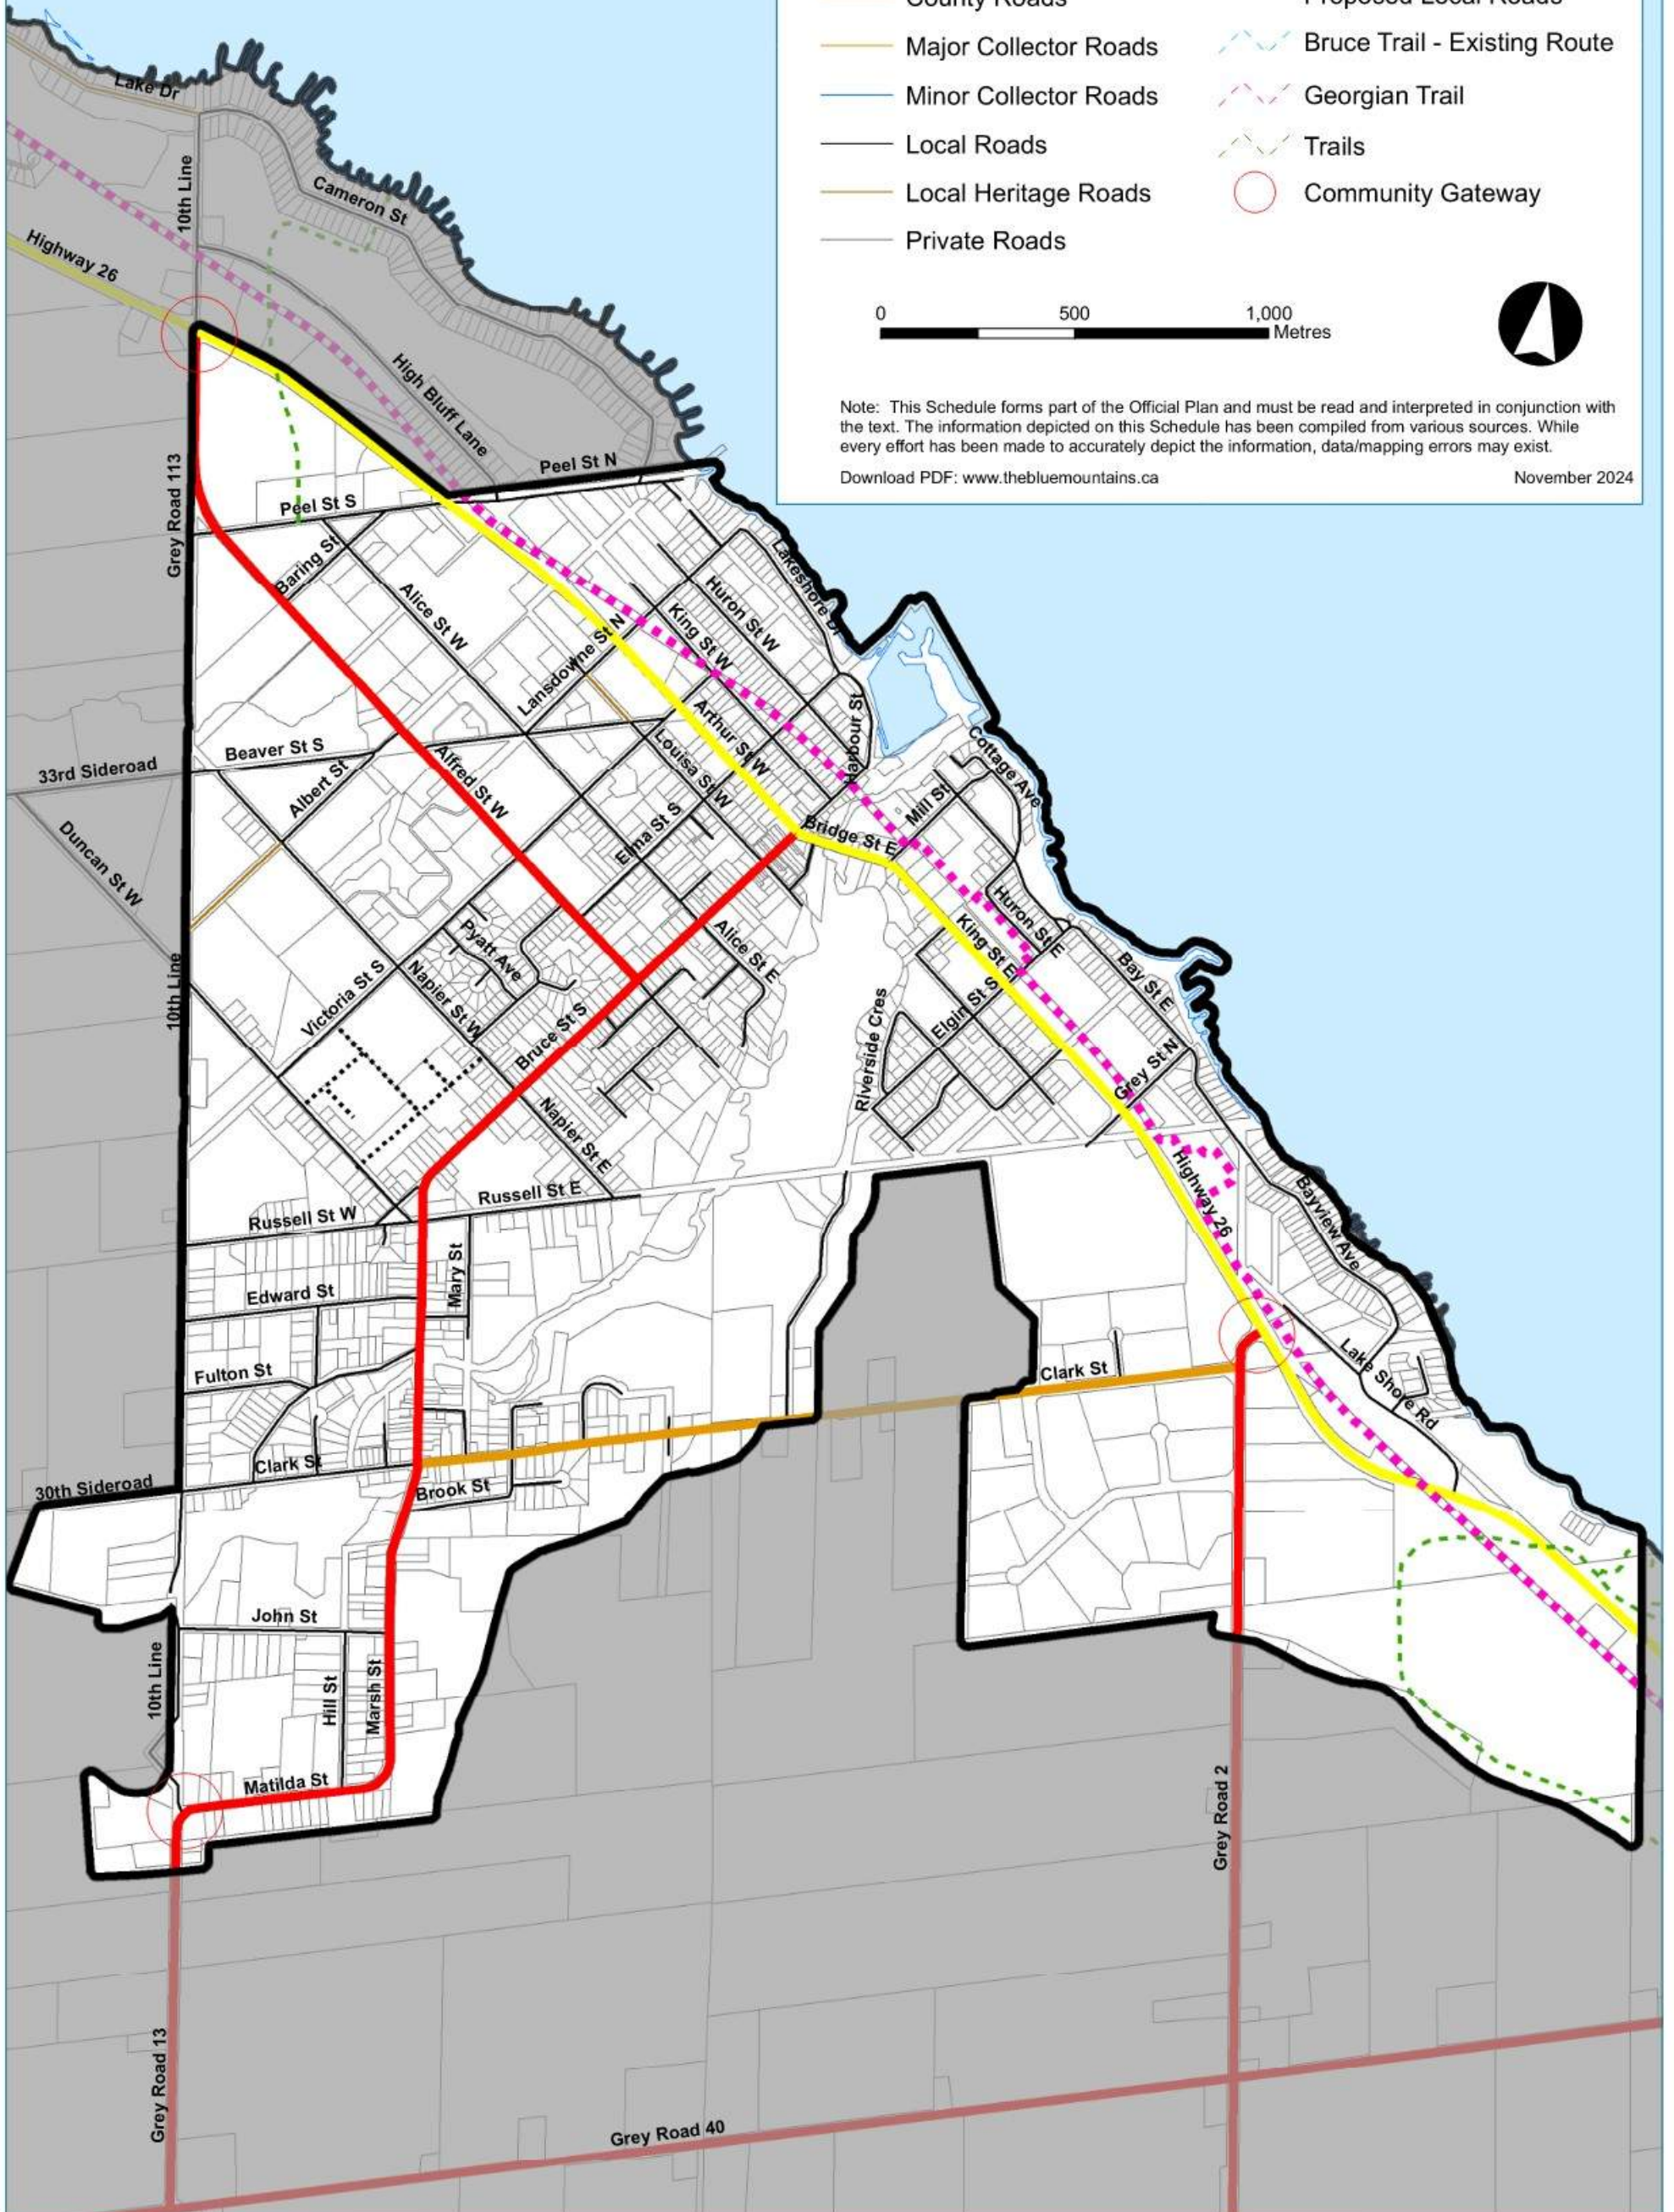 County Roads
Proposed Local Roads
Major Collector Roads
Bruce Trail - Existing Route
Minor Collector Roads
Georgian Trail
Local Roads
Trails
Local Heritage Roads
Community Gateway
Private Roads
0 500 1,000
Metres
Note: This Schedule forms part of the Official Plan and must be read and interpreted in conjunction with
the text. The information depicted on this Schedule has been compiled from various sources. While
every effort has been made to accurately depict the information, data/mapping errors may exist.
Download PDF: www.thebluemountains.ca
November 2024
Lake Dr
10th Line
Cameron St
Highway 26
High Bluff Lane
Peel St N
Grey Road 113
Peel St S
Baring St
Alice St W
Lansdowne St N
King St W
Huron St W
Lakeshore Dr
Harbour St
Arthur St W
Louisa St W
Beaver St S
33rd Sideroad
Albert St
Alfred St W
Elma St S
Duncan St W
Bridge St E
Mill St
Cottage Ave
Huron St E
King St E
Alice St E
Pyatt Ave
Victoria St S
Napier St W
Bruce St S
10th Line
Riverside Cres
Elgin St S
Bay St E
Grey St N
Napier St E
Highway 26
Bayview Ave
Russell St W
Russell St E
Mary St
Edward St
Fulton St
Clark St
Lake Shore Rd
Clark St
Brook St
30th Sideroad
John St
10th Line
Hill St
Marsh St
Matilda St
Grey Road 2
Grey Road 13
Grey Road 40